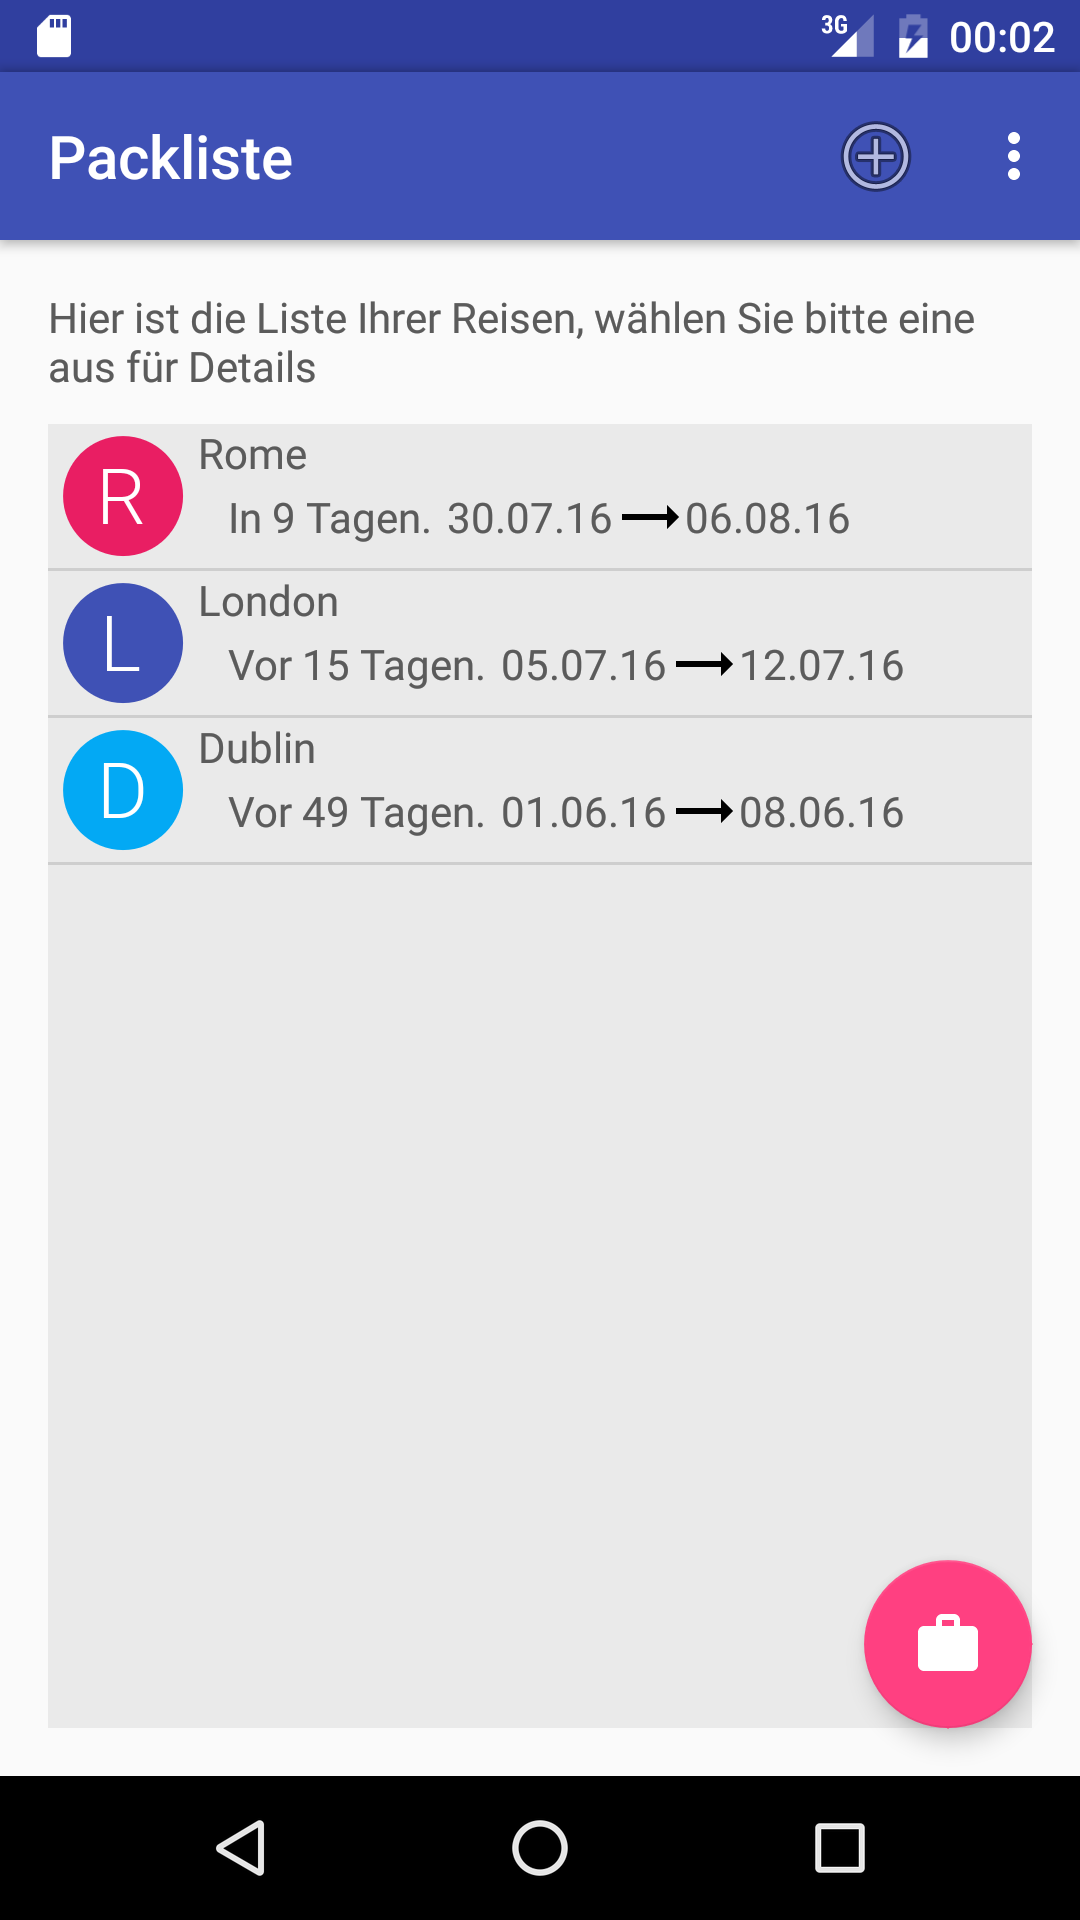 3G 00:02
Packliste
Hier ist die Liste Ihrer Reisen, wählen Sie bitte eine
aus für Details
R Rome
In 9 Tagen. 30.07.16 06.08.16
L London
Vor 15 Tagen. 05.07.16 12.07.16
D Dublin
Vor 49 Tagen. 01.06.16 08.06.16